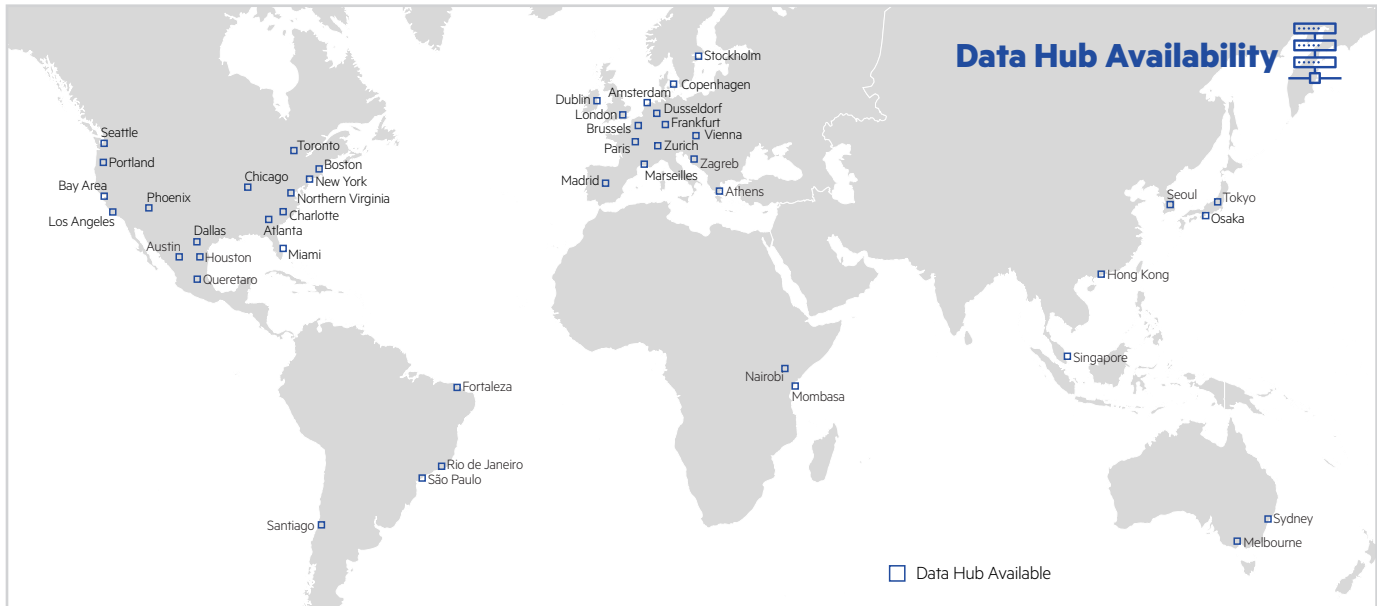 Data Hub Availability
Stockholm
Copenhagen
Amsterdam
Dublin
Dusseldorf
London
Frankfurt
Brussels
Vienna
Paris
Zurich
Zagreb
Marseilles
Madrid
Athens
Seattle
Toronto
Portland
Boston
Chicago
New York
Bay Area
Phoenix
Northern Virginia
Los Angeles
Charlotte
Atlanta
Dallas
Austin
Houston
Miami
Queretaro
Seoul
Tokyo
Osaka
Hong Kong
Singapore
Nairobi
Mombasa
Fortaleza
Rio de Janeiro
São Paulo
Santiago
Sydney
Melbourne
Data Hub Available